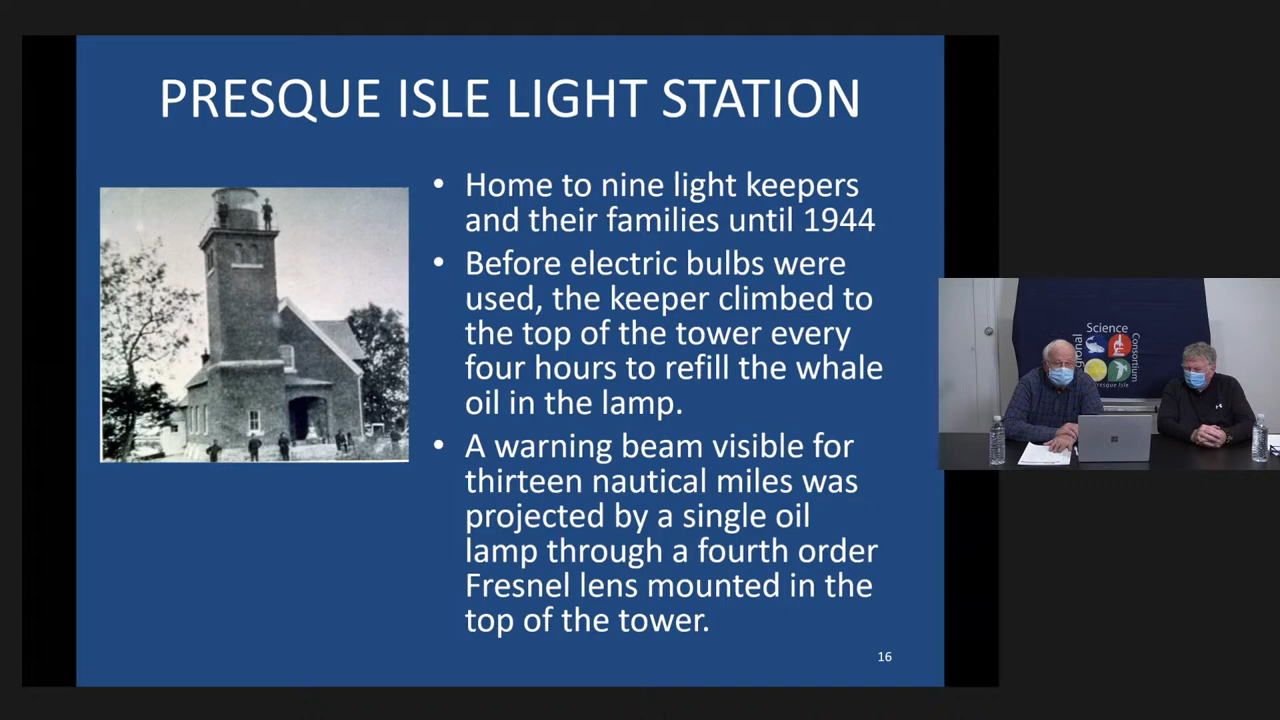 PRESQUE ISLE LIGHT STATION
• Home to nine light keepers
and their families until 1944
• Before electric bulbs were
used, the keeper climbed to
the top of the tower every
four hours to refill the whale
oil in the lamp.
• A warning beam visible for
thirteen nautical miles was
projected by a single oil
lamp through a fourth order
Fresnel lens mounted in the
top of the tower.
16
Science
Consortium